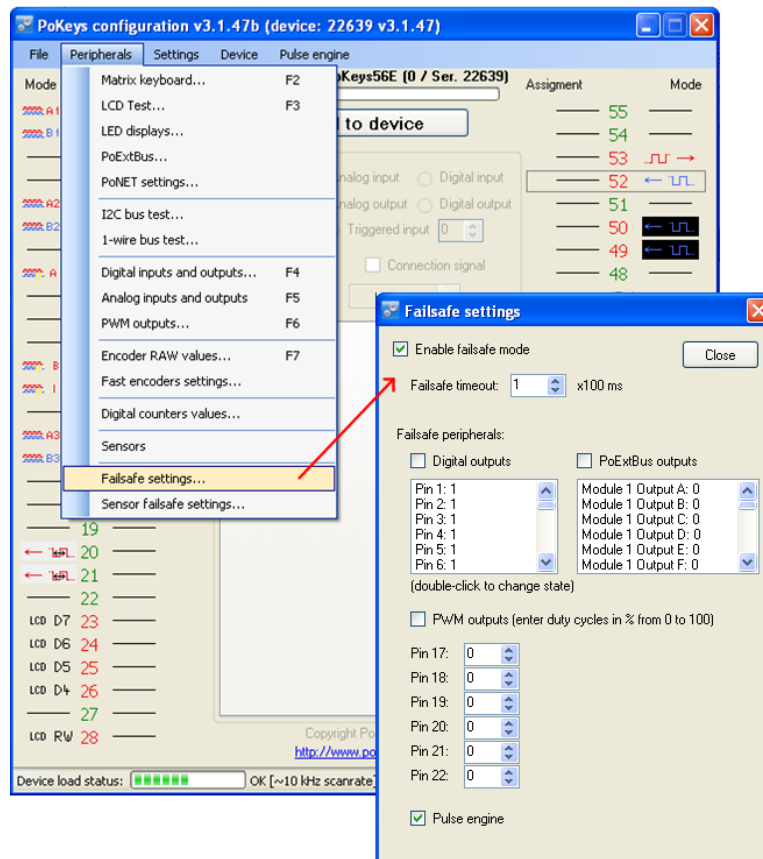 PoKeys configuration v3.1.47b (device: 22639 v3.1.47)
File Peripherals Settings Device Pulse engine
Mode
Keys56E (0 / Ser. 22639)
Assigment Mode
Matrix keyboard... F2
LCD Test... F3
LED displays...
PoExtBus...
PoNET settings...
I2C bus test...
1-wire bus test...
Digital inputs and outputs... F4
Analog inputs and outputs F5
PWM outputs... F6
Encoder RAW values... F7
Fast encoders settings...
Digital counters values...
Sensors
Failsafe settings...
Sensor failsafe settings...
to device
nalog input Digital input
nalog output Digital output
Triggered input 0
Connection signal
55
54
53
52
51
50
49
48
A1
B1
A2
B2
A
B
I
A3
B3
19
20
21
22
LCD D7 23
LCD D6 24
LCD D5 25
LCD D4 26
27
LCD RW 28
Copyright Po
http://www.po
Device load status: OK [~10 kHz scanrate]
Failsafe settings
Enable failsafe mode
Close
Failsafe timeout: 1 x100 ms
Failsafe peripherals:
Digital outputs PoExtBus outputs
Pin 1: 1 Module 1 Output A: 0
Pin 2: 1 Module 1 Output B: 0
Pin 3: 1 Module 1 Output C: 0
Pin 4: 1 Module 1 Output D: 0
Pin 5: 1 Module 1 Output E: 0
Pin 6: 1 Module 1 Output F: 0
(double-click to change state)
PWM outputs (enter duty cycles in % from 0 to 100)
Pin 17: 0
Pin 18: 0
Pin 19: 0
Pin 20: 0
Pin 21: 0
Pin 22: 0
Pulse engine